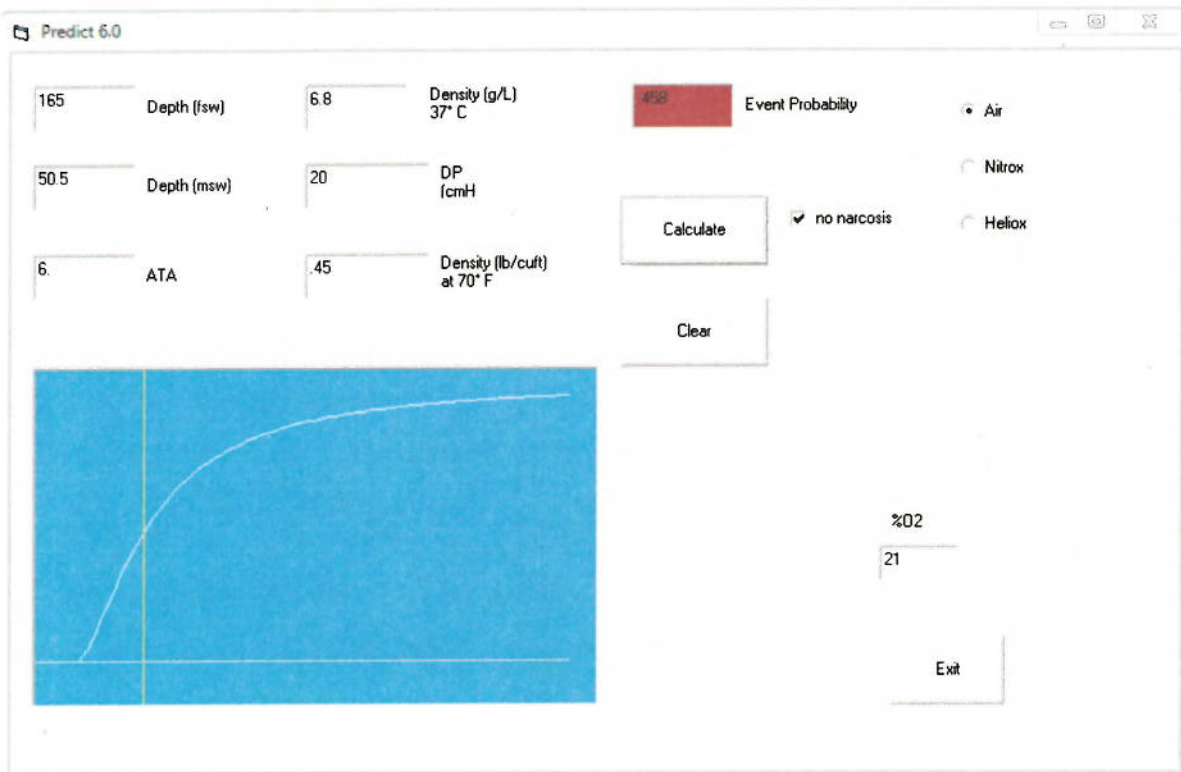 Predict 6.0
165 Depth (fsw)
6.8 Density (g/L)
37° C
.458 Event Probability
Air
50.5 Depth (msw)
20 DP
(cmH
Nitrox
Calculate
no narcosis
Heliox
6. ATA
.45 Density (lb/cuft)
at 70° F
Clear
%O2
21
Exit